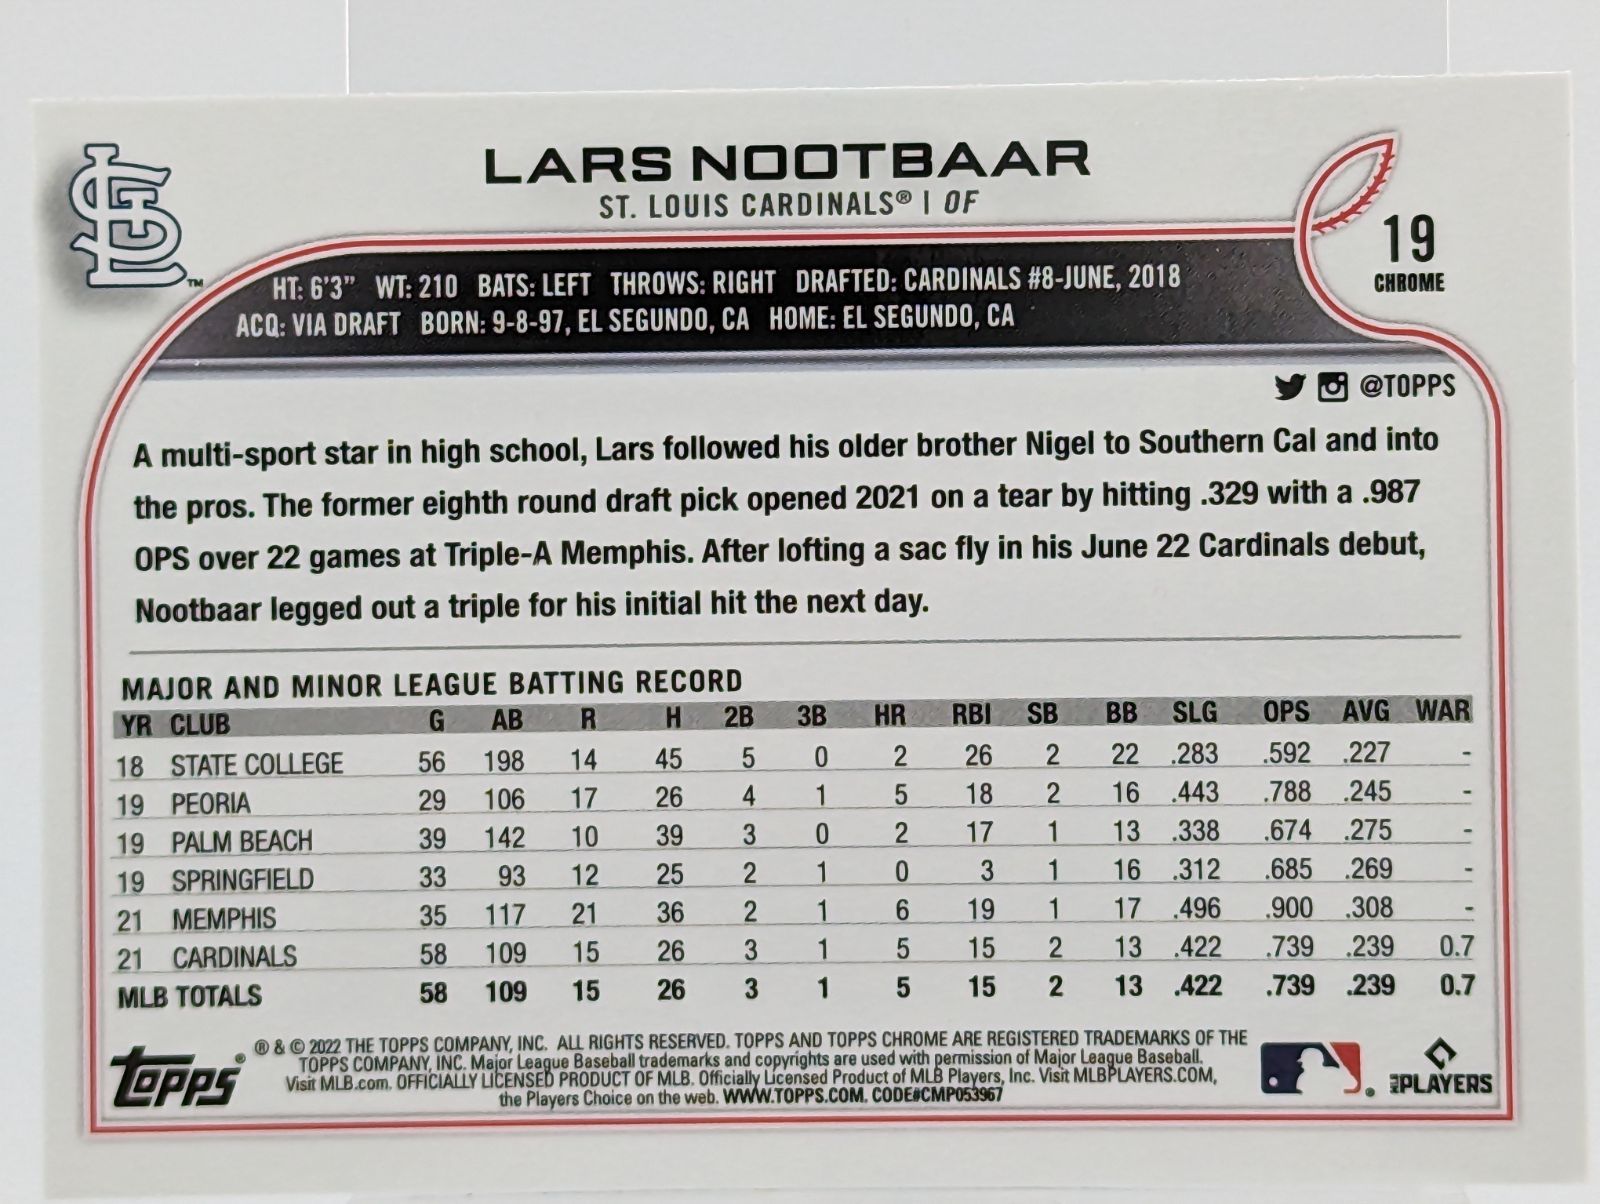 LARS NOOTBAAR
ST. LOUIS CARDINALS® | OF
19
CHROME
STL™
HT: 6'3" WT: 210 BATS: LEFT THROWS: RIGHT DRAFTED: CARDINALS #8-JUNE, 2018
ACQ: VIA DRAFT BORN: 9-8-97, EL SEGUNDO, CA HOME: EL SEGUNDO, CA
@TOPPS
A multi-sport star in high school, Lars followed his older brother Nigel to Southern Cal and into
the pros. The former eighth round draft pick opened 2021 on a tear by hitting .329 with a .987
OPS over 22 games at Triple-A Memphis. After lofting a sac fly in his June 22 Cardinals debut,
Nootbaar legged out a triple for his initial hit the next day.
MAJOR AND MINOR LEAGUE BATTING RECORD
YR CLUB G AB R H 2B 3B HR RBI SB BB SLG OPS AVG WAR
18 STATE COLLEGE 56 198 14 45 5 0 2 26 2 22 .283 .592 .227 -
19 PEORIA 29 106 17 26 4 1 5 18 2 16 .443 .788 .245 -
19 PALM BEACH 39 142 10 39 3 0 2 17 1 13 .338 .674 .275 -
19 SPRINGFIELD 33 93 12 25 2 1 0 3 1 16 .312 .685 .269 -
21 MEMPHIS 35 117 21 36 2 1 6 19 1 17 .496 .900 .308 -
21 CARDINALS 58 109 15 26 3 1 5 15 2 13 .422 .739 .239 0.7
MLB TOTALS 58 109 15 26 3 1 5 15 2 13 .422 .739 .239 0.7
topps®
® & © 2022 THE TOPPS COMPANY, INC. ALL RIGHTS RESERVED. TOPPS AND TOPPS CHROME ARE REGISTERED TRADEMARKS OF THE
TOPPS COMPANY, INC. Major League Baseball trademarks and copyrights are used with permission of Major League Baseball.
Visit MLB.com. OFFICIALLY LICENSED PRODUCT OF MLB. Officially Licensed Product of MLB Players, Inc. Visit MLBPLAYERS.COM,
the Players Choice on the web. WWW.TOPPS.COM. CODE#CMP053967
MLB PLAYERS